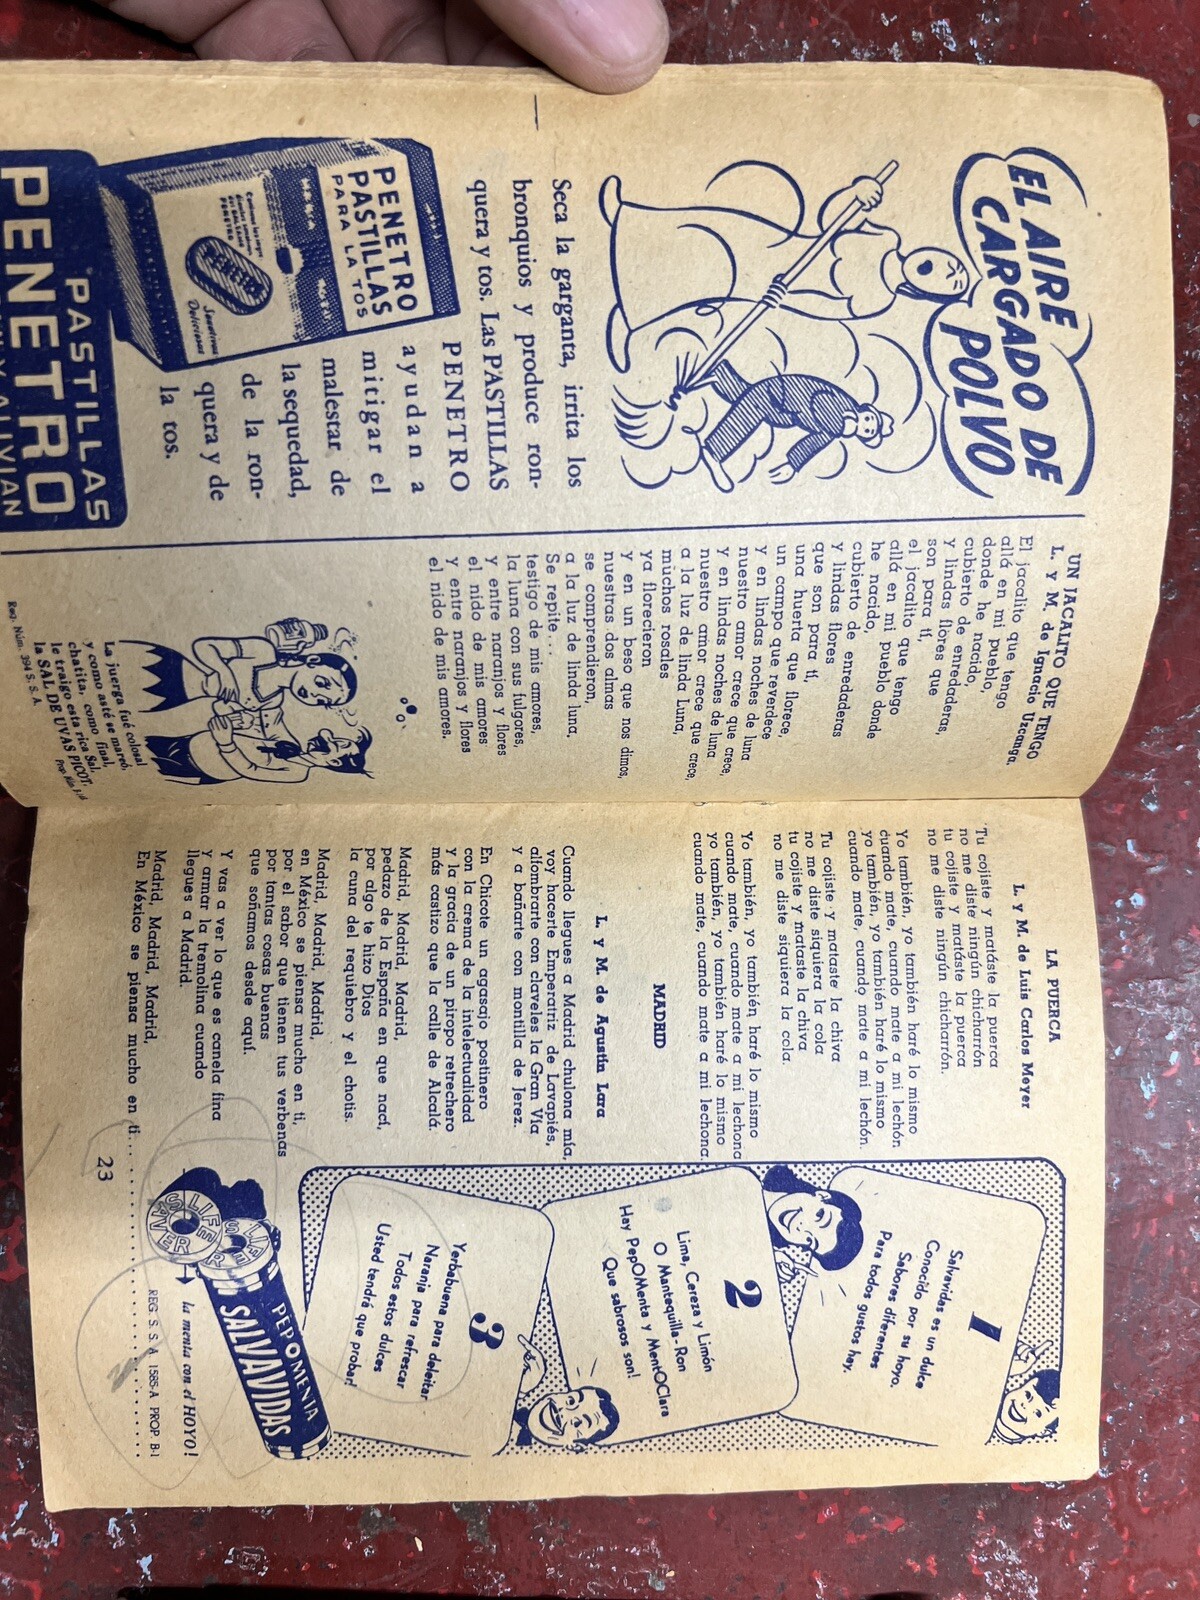 EL AIRE
CARGADO DE
POLVO
Seca la garganta, irrita los
bronquios y produce ron-
quera y tos. Las PASTILLAS
PENETRO
ayudan a
mitigar el
malestar de
la sequedad,
de la ron-
quera y de
la tos.
PENETRO
PASTILLAS
PARA LA TOS
PENETRO
Sabrosas
Deliciosas
PASTILLAS
PENETRO
ALIVIAN
UN JACALITO QUE TENGO
L. y M. de Ignacio Uzcanga.
El jacalito que tengo
allá en mi pueblo,
donde he nacido,
cubierto de enredaderas,
y lindas flores que
son para ti,
el jacalito que tengo
allá en mi pueblo donde
he nacido,
cubierto de enredaderas
y lindas flores
que son para ti,
una huerta que florece,
un campo que reverdece
y en lindas noches de luna
nuestro amor crece que crece,
y en lindas noches de luna
nuestro amor crece que crece,
a la luz de linda Luna,
muchos rosales
ya florecieron
y en un beso que nos dimos,
nuestras dos almas
se comprendieron,
a la luz de linda luna,
Se repite...
testigo de mis amores,
la luna con sus fulgores,
y entre naranjos y flores
el nido de mis amores
y entre naranjos y flores
el nido de mis amores.
La juerga fué colosal
y como asté se mareó,
chatita, como final,
le traigo esta rica Sal,
la SAL DE UVAS PICOT.
Reg. Núm. 394 S. S. A.
LA PUERCA
L. y M. de Luis Carlos Meyer
Tu cojiste y matáste la puerca
no me diste ningún chicharrón
tu cojiste y matáste la puerca
no me diste ningún chicharrón.
Yo también, yo también haré lo mismo
cuando mate, cuando mate a mi lechón
yo también, yo también haré lo mismo
cuando mate, cuando mate a mi lechón.
Tu cojiste y mataste la chiva
no me diste siquiera la cola
tu cojiste y mataste la chiva
no me diste siquiera la cola.
Yo también, yo también haré lo mismo
cuando mate, cuando mate a mi lechona
yo también, yo también haré lo mismo
cuando mate, cuando mate a mi lechona.
MADRID
L. y M. de Agustín Lara
Cuando llegues a Madrid chulona mía,
voy hacerte Emperatriz de Lavapiés,
alfombrarte con claveles la Gran Vía
y a bañarte con montilla de Jerez.
En Chicote un agasajo postinero
con la crema de la intelectualidad
y la gracia de un piropo retrechero
más castizo que la calle de Alcalá.
Madrid, Madrid, Madrid,
pedazo de la España en que nací,
por algo te hizo Dios
la cuna del requiebro y el chotis.
Madrid, Madrid, Madrid,
en México se piensa mucho en ti,
por el sabor que tienen tus verbenas
por tantas cosas buenas
que soñamos desde aquí.
Y vas a ver lo que es canela fina
y armar la tremolina cuando
llegues a Madrid.
Madrid, Madrid, Madrid,
En México se piensa mucho en ti.
23
1
Salvavidas es un dulce
Conocido por su hoyo.
Sabores diferentes
Para todos gustos hay.
2
Lima, Cereza y Limón
O Mantequilla-Ron
Hay PepOMenta y MentOClara
Que sabrosos son!
3
Yerbabuena para deleitar
Naranja para refrescar
Todos estos dulces
Usted tendrá que probar!
LIFE SAVER
LIFE
PEPOMENTA
SALVAVIDAS
la menta con el HOYO!
REG. S. S. A. 1585-A PROP. B-1